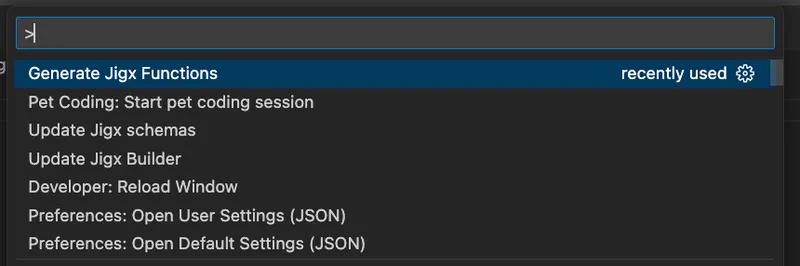 >
Generate Jigx Functions recently used
Pet Coding: Start pet coding session
Update Jigx schemas
Update Jigx Builder
Developer: Reload Window
Preferences: Open User Settings (JSON)
Preferences: Open Default Settings (JSON)